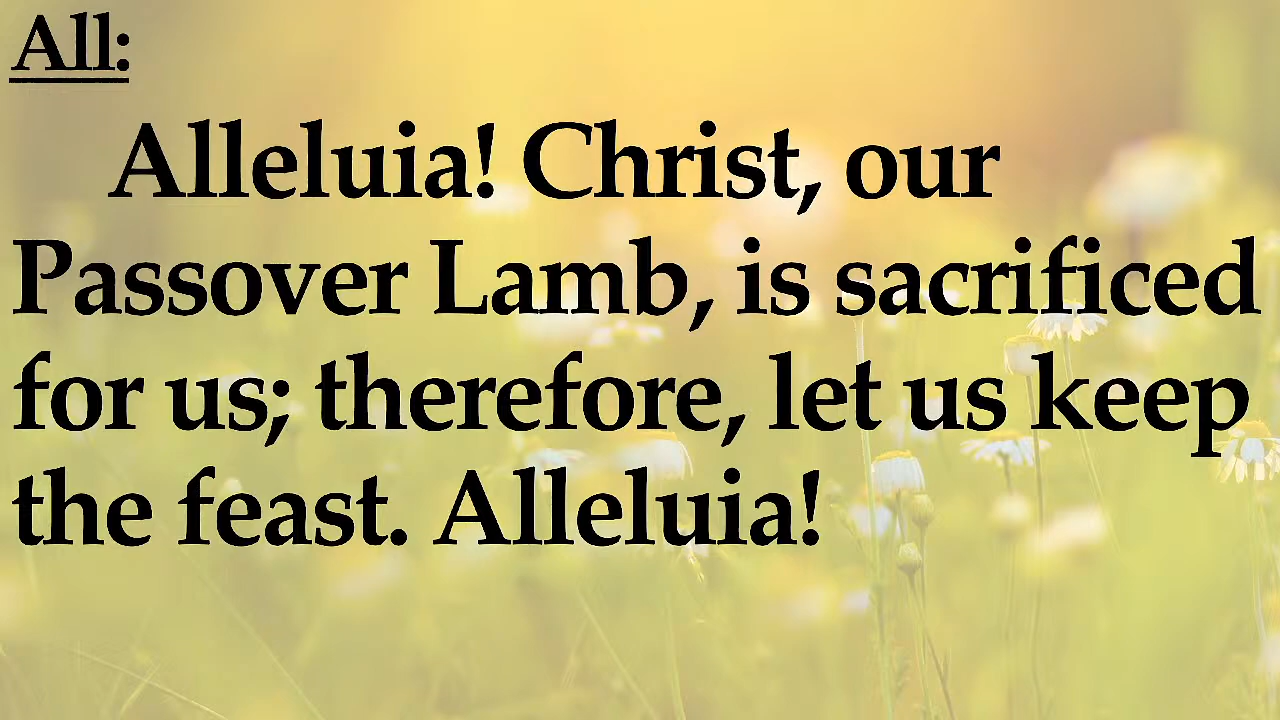 All:
Alleluia! Christ, our
Passover Lamb, is sacrificed
for us; therefore, let us keep
the feast. Alleluia!